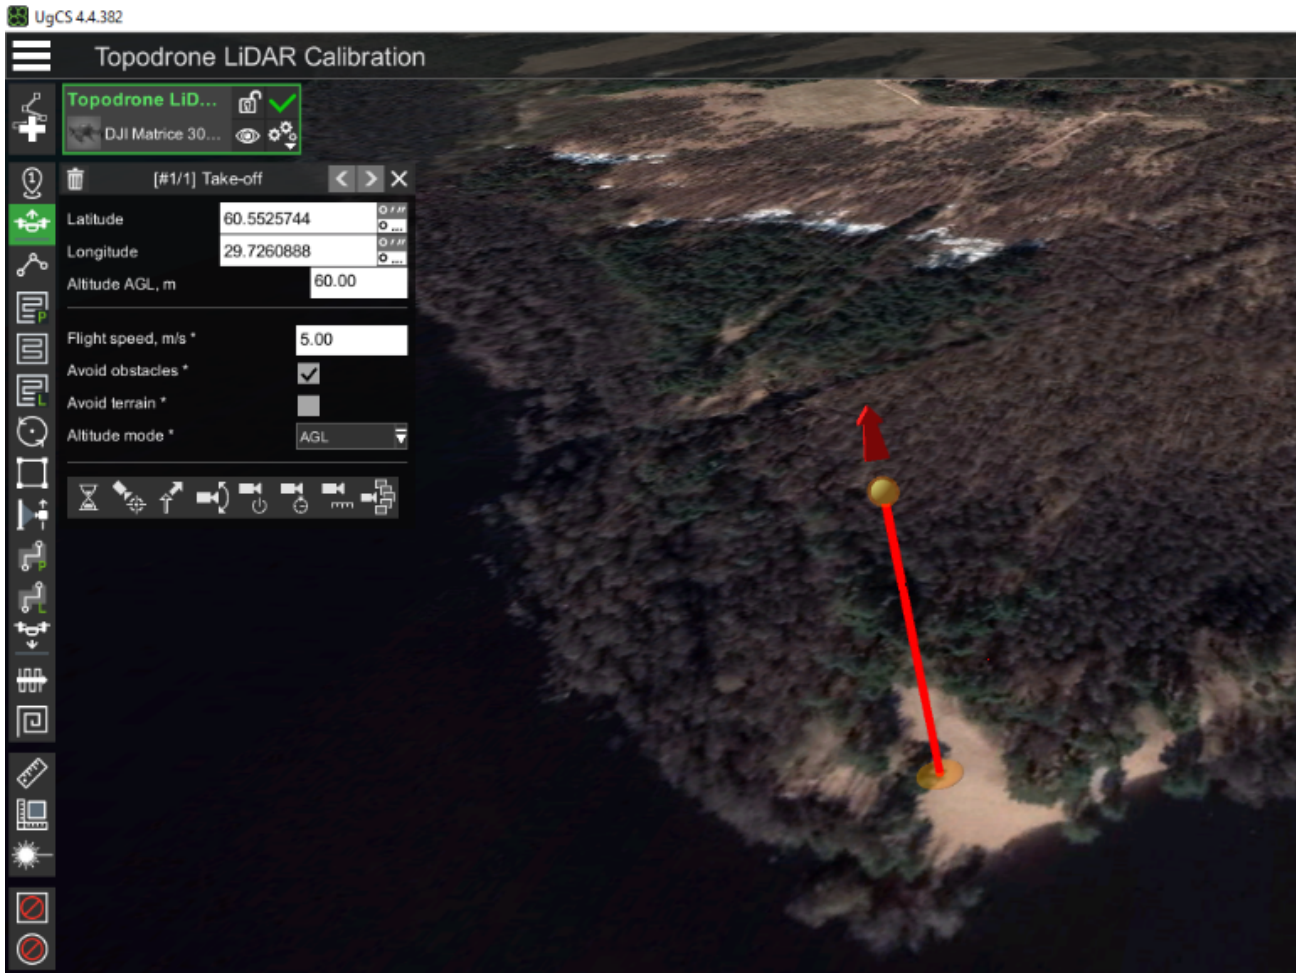 UgCS 4.4.382
Topodrone LiDAR Calibration
Topodrone LiD...
DJI Matrice 30...
[#1/1] Take-off
Latitude 60.5525744
Longitude 29.7260888
Altitude AGL, m 60.00
Flight speed, m/s * 5.00
Avoid obstacles *
Avoid terrain *
Altitude mode * AGL